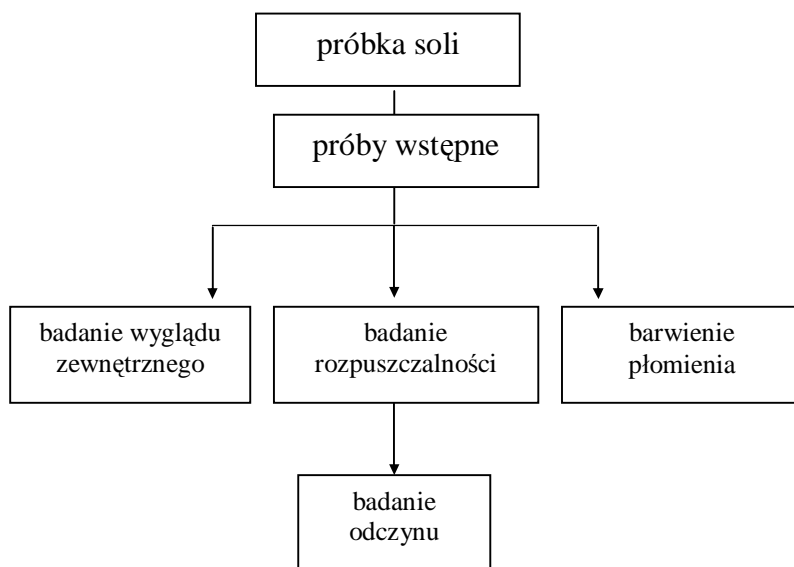 próbka soli
próby wstępne
badanie wyglądu
zewnętrznego
badanie
rozpuszczalności
barwienie
płomienia
badanie
odczynu